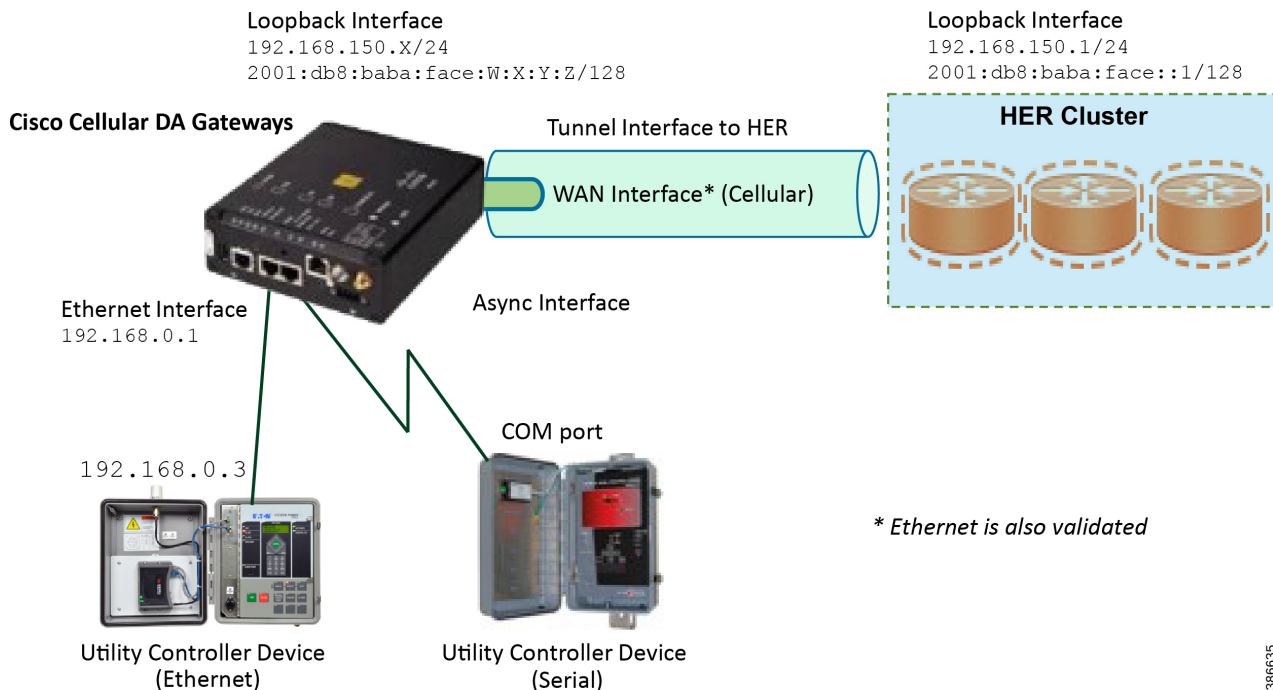 Loopback Interface
192.168.150.X/24
2001:db8:baba:face:W:X:Y:Z/128
Loopback Interface
192.168.150.1/24
2001:db8:baba:face::1/128
Cisco Cellular DA Gateways
Tunnel Interface to HER
HER Cluster
WAN Interface* (Cellular)
Ethernet Interface
192.168.0.1
Async Interface
COM port
192.168.0.3
* Ethernet is also validated
Utility Controller Device
(Ethernet)
Utility Controller Device
(Serial)
386635